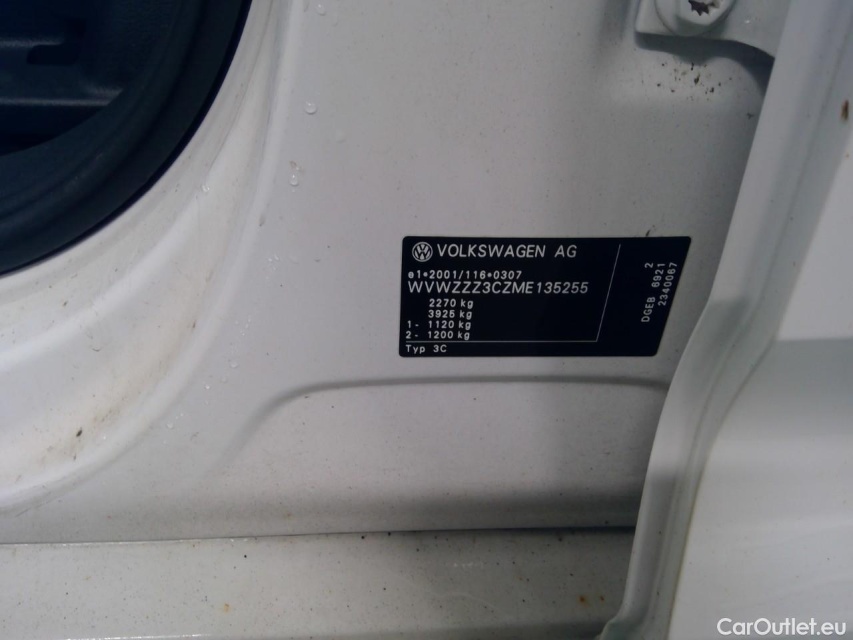 VOLKSWAGEN AG
e1*2001/116*0307
WVWZZZ3CZME135255
2270 kg
3925 kg
1- 1120 kg
2- 1200 kg
Typ 3C
2
DGEB 6921
2340067
CarOutlet.eu